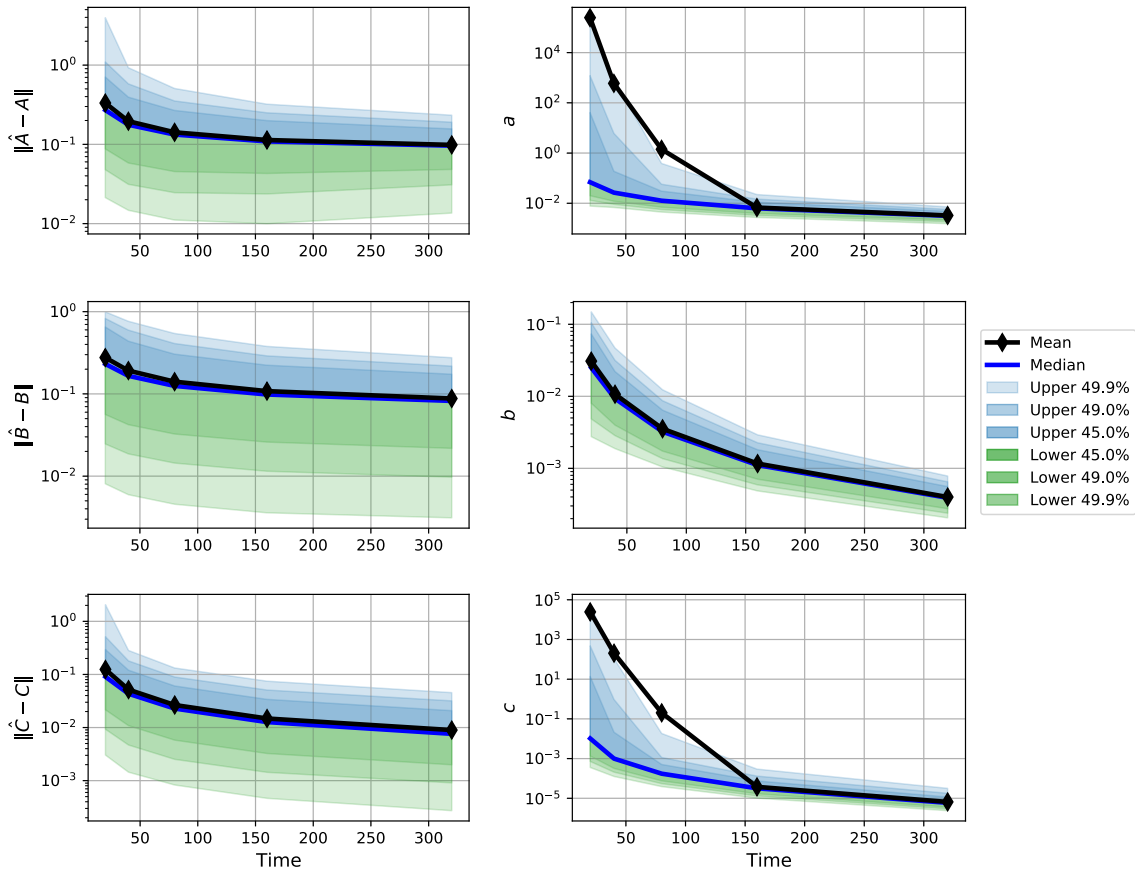 10⁰
10⁻¹
10⁻²
‖Â − A‖
50 100 150 200 250 300
10⁴
10²
10⁰
10⁻²
a
50 100 150 200 250 300
10⁰
10⁻¹
10⁻²
‖B̂ − B‖
50 100 150 200 250 300
10⁻¹
10⁻²
10⁻³
b
50 100 150 200 250 300
Mean
Median
Upper 49.9%
Upper 49.0%
Upper 45.0%
Lower 45.0%
Lower 49.0%
Lower 49.9%
10⁰
10⁻¹
10⁻²
10⁻³
‖Ĉ − C‖
50 100 150 200 250 300
Time
10⁵
10³
10¹
10⁻¹
10⁻³
10⁻⁵
c
50 100 150 200 250 300
Time